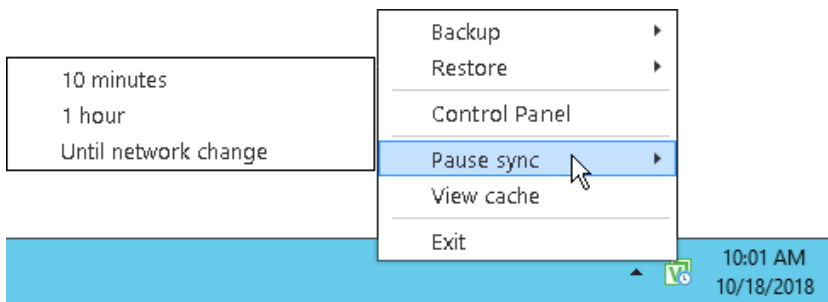 Backup
Restore
Control Panel
Pause sync
View cache
Exit
10 minutes
1 hour
Until network change
10:01 AM
10/18/2018